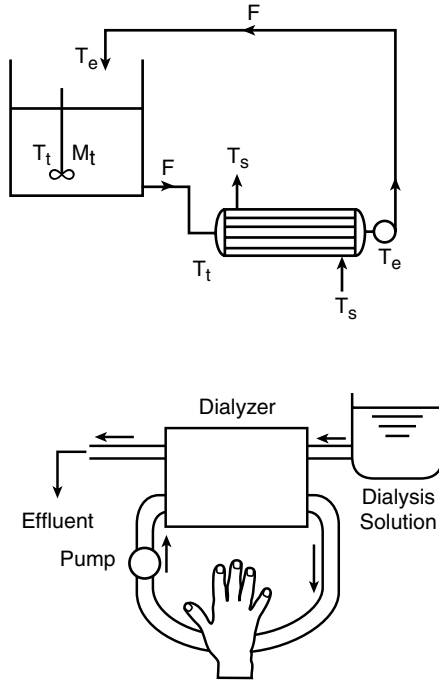 F
Te
Tt Mt
F
Ts
Tt
Te
Ts
Dialyzer
Effluent
Dialysis
Solution
Pump